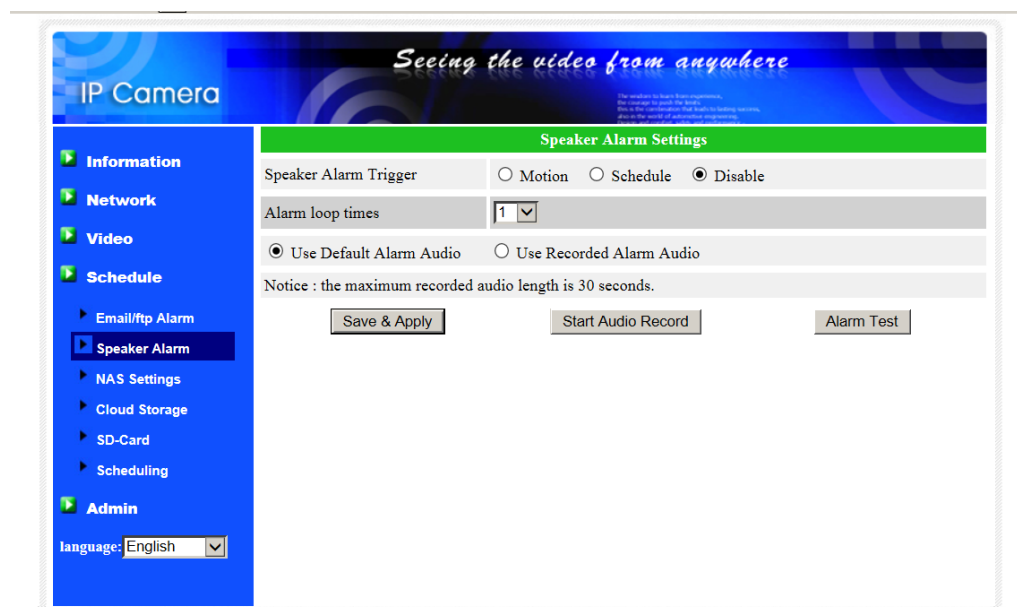 Seeing the video from anywhere
IP Camera
Information
Network
Video
Schedule
Email/ftp Alarm
Speaker Alarm
NAS Settings
Cloud Storage
SD-Card
Scheduling
Admin
language: English
Speaker Alarm Settings
Speaker Alarm Trigger Motion Schedule Disable
Alarm loop times 1
Use Default Alarm Audio Use Recorded Alarm Audio
Notice : the maximum recorded audio length is 30 seconds.
Save & Apply Start Audio Record Alarm Test